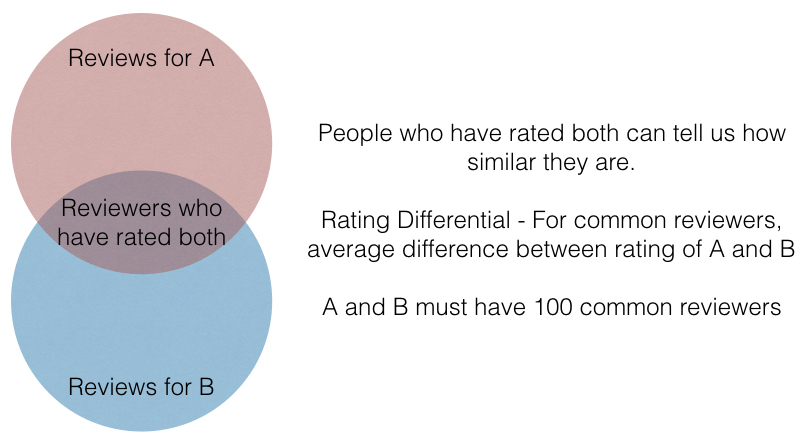 Reviews for A
Reviewers who
have rated both
Reviews for B
People who have rated both can tell us how
similar they are.
Rating Differential - For common reviewers,
average difference between rating of A and B
A and B must have 100 common reviewers